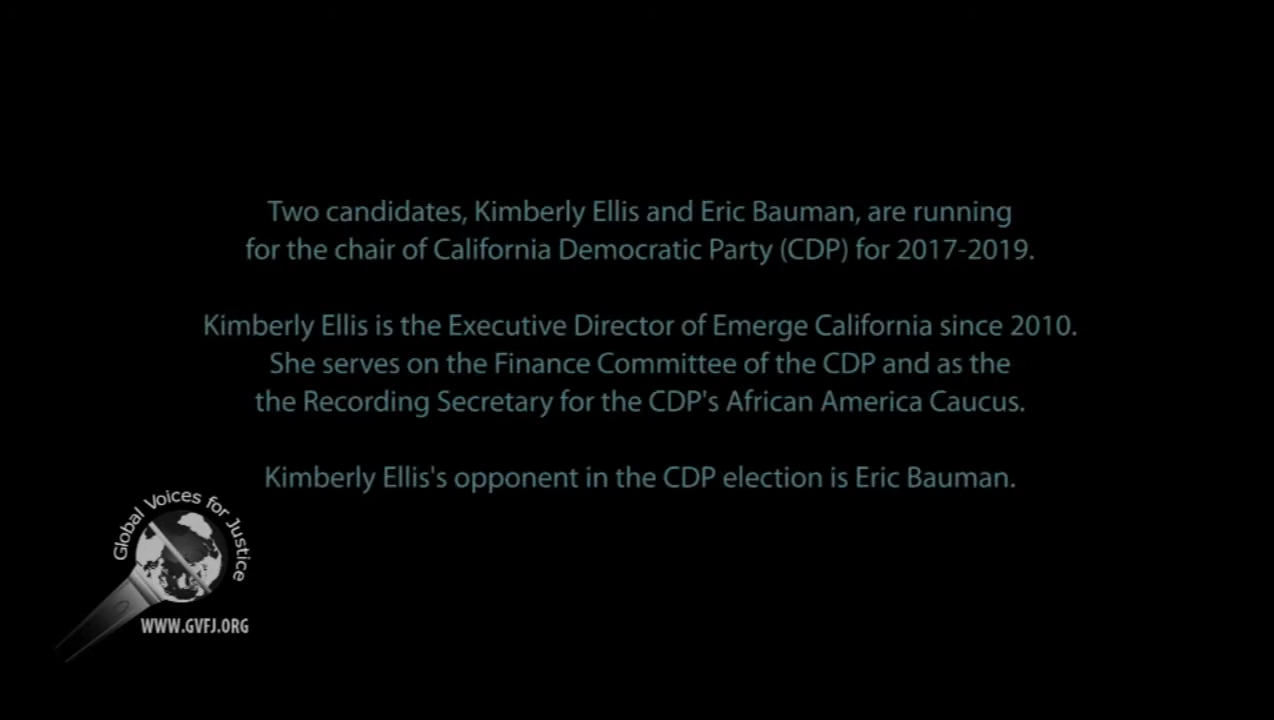 Two candidates, Kimberly Ellis and Eric Bauman, are running
for the chair of California Democratic Party (CDP) for 2017-2019.
Kimberly Ellis is the Executive Director of Emerge California since 2010.
She serves on the Finance Committee of the CDP and as the
the Recording Secretary for the CDP's African America Caucus.
Kimberly Ellis's opponent in the CDP election is Eric Bauman.
Global Voices for Justice
WWW.GVFJ.ORG